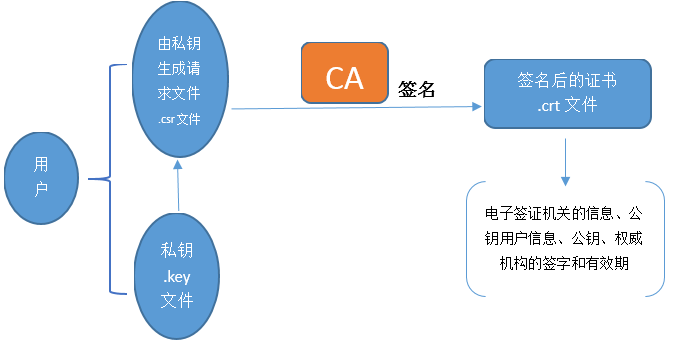 用
户
由私钥
生成请
求文件
.csr文件
私钥
.key
文件
CA
签名
签名后的证书
.crt 文件
电子签证机关的信息、公
钥用户信息、公钥、权威
机构的签字和有效期